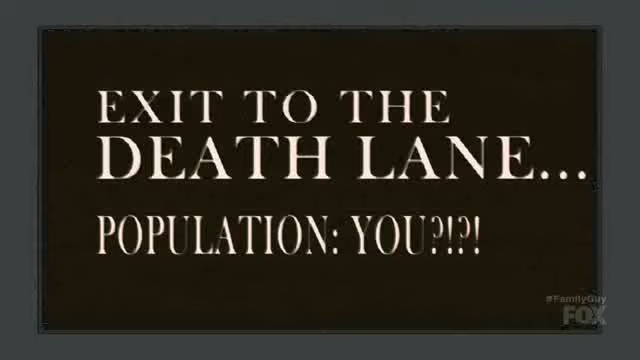 EXIT TO THE
DEATH LANE...
POPULATION: YOU?!?!
#FamilyGuy
FOX